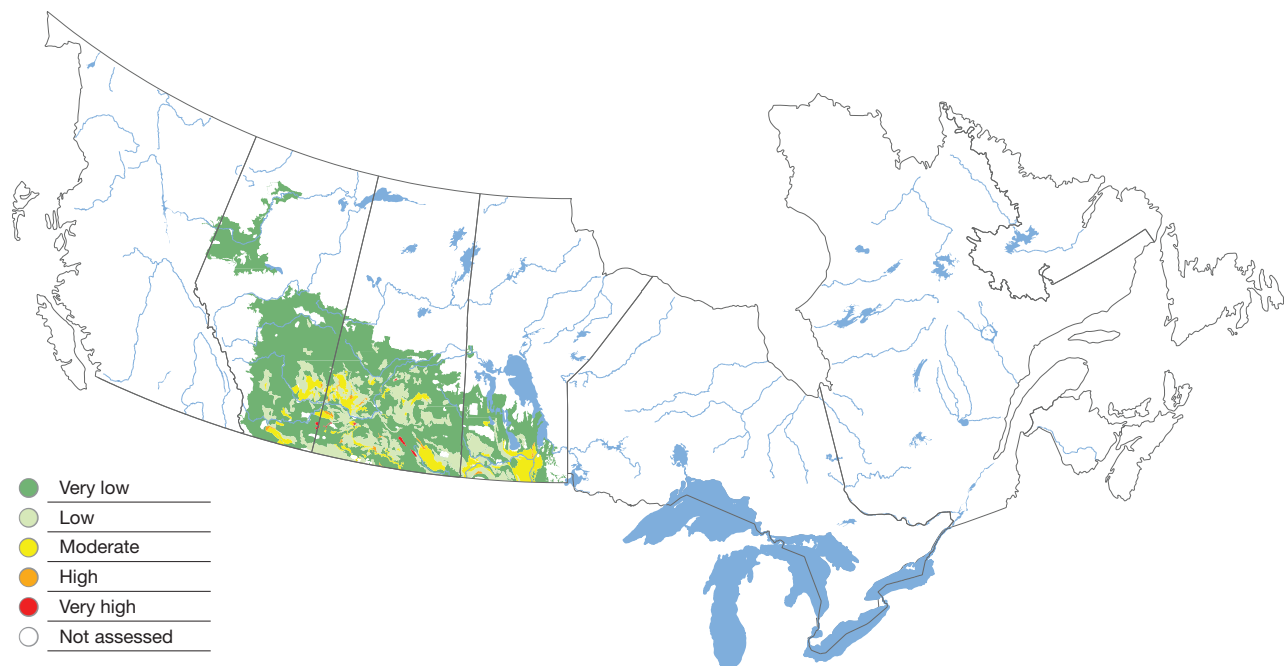 Very low
Low
Moderate
High
Very high
Not assessed